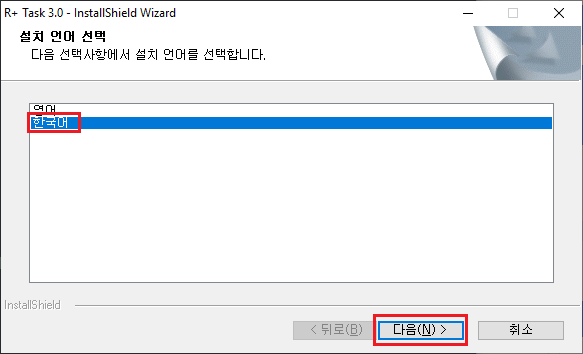 R+ Task 3.0 - InstallShield Wizard
설치 언어 선택
다음 선택사항에서 설치 언어를 선택합니다.
영어
한국어
InstallShield
< 뒤로(B)
다음(N) >
취소